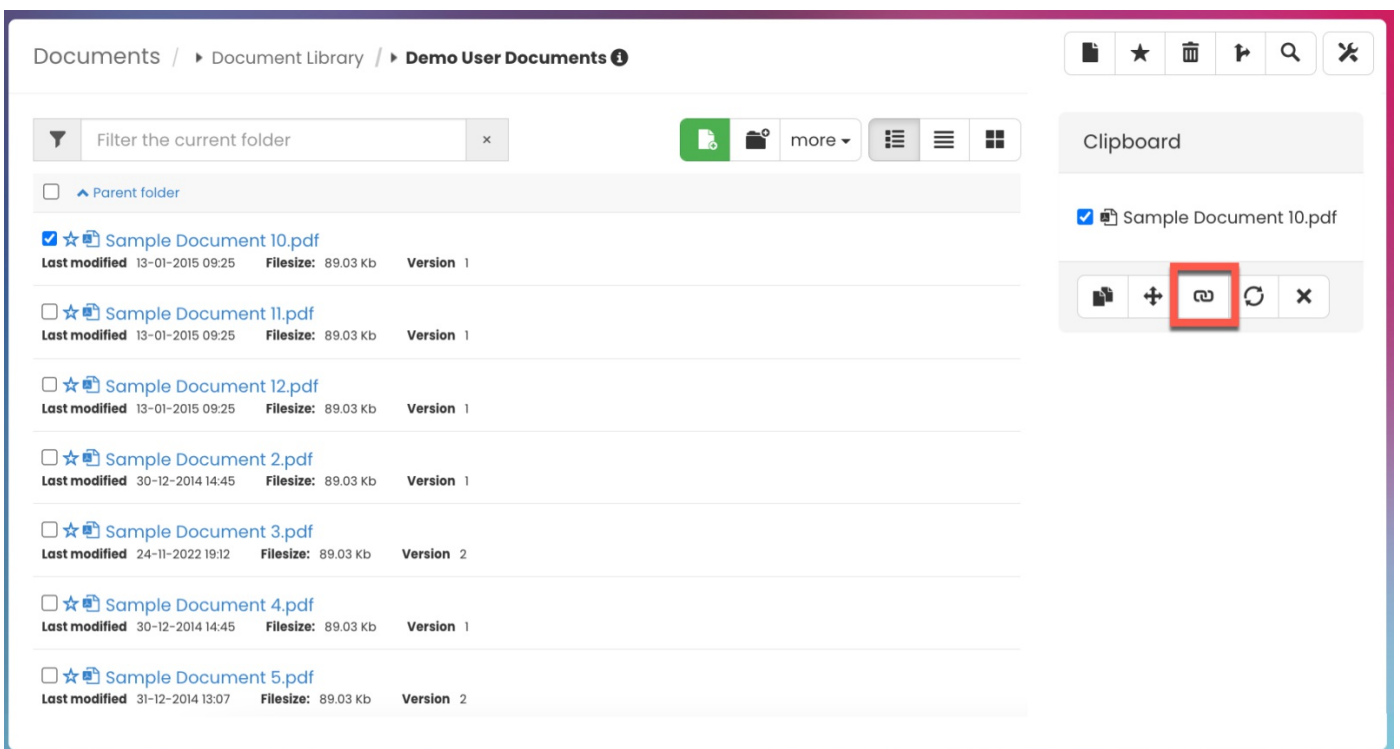 Documents / Document Library / Demo User Documents
Filter the current folder
more
Parent folder
Sample Document 10.pdf
Last modified 13-01-2015 09:25 Filesize: 89.03 Kb Version 1
Sample Document 11.pdf
Last modified 13-01-2015 09:25 Filesize: 89.03 Kb Version 1
Sample Document 12.pdf
Last modified 13-01-2015 09:25 Filesize: 89.03 Kb Version 1
Sample Document 2.pdf
Last modified 30-12-2014 14:45 Filesize: 89.03 Kb Version 1
Sample Document 3.pdf
Last modified 24-11-2022 19:12 Filesize: 89.03 Kb Version 2
Sample Document 4.pdf
Last modified 30-12-2014 14:45 Filesize: 89.03 Kb Version 1
Sample Document 5.pdf
Last modified 31-12-2014 13:07 Filesize: 89.03 Kb Version 2
Clipboard
Sample Document 10.pdf